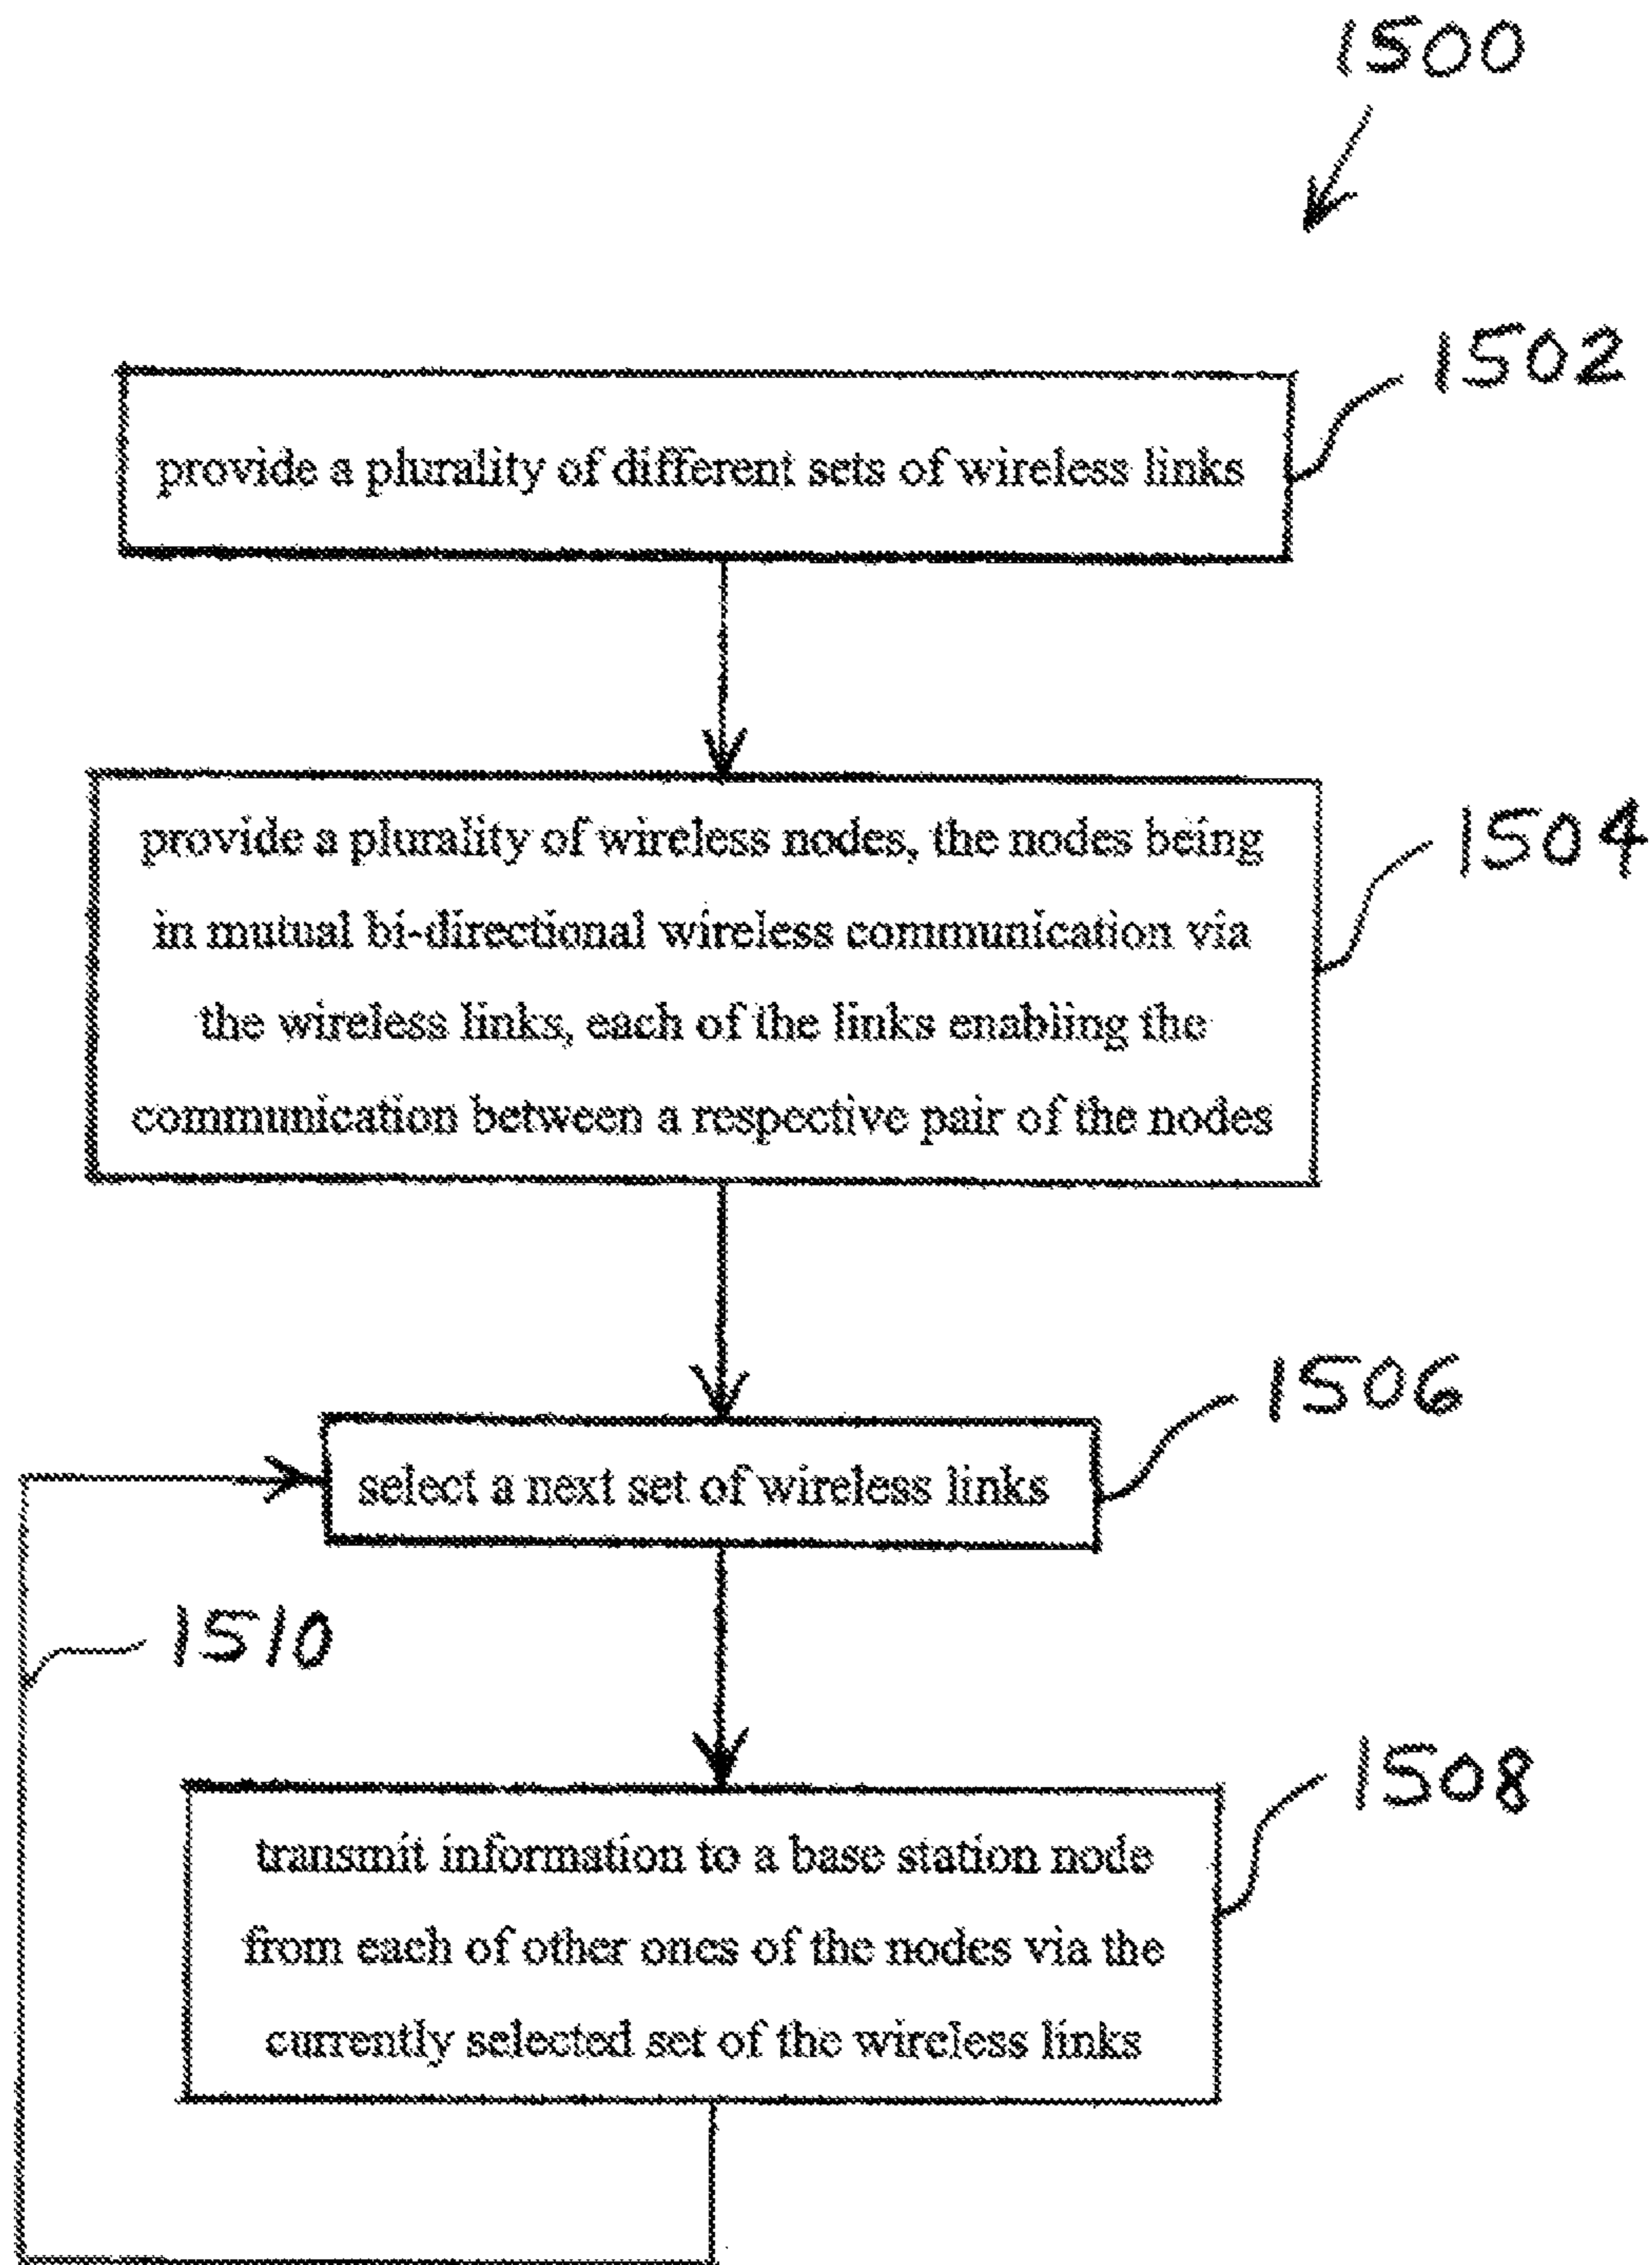 1500
1502
provide a plurality of different sets of wireless links
provide a plurality of wireless nodes, the nodes being
1504
in mutual bi-directional wireless communication via
the wireless links, each of the links enabling the
communication between a respective pair of the nodes
1506
select a next set of wireless links
1510
1508
transmit information to a base station node
from each of other ones of the nodes via the
currently selected set of the wireless links